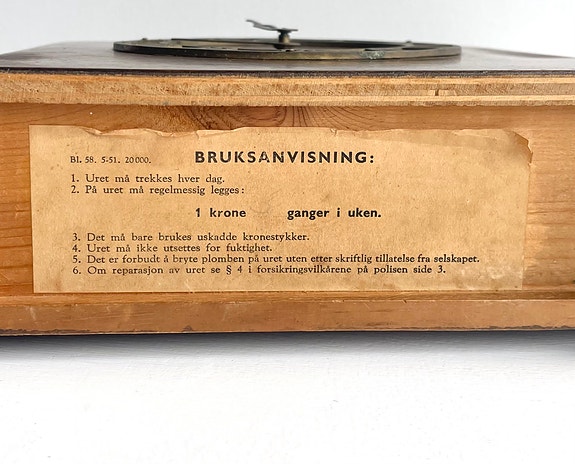 Bl. 58. 5-51. 20000.
BRUKSANVISNING:
1. Uret må trekkes hver dag.
2. På uret må regelmessig legges:
1 krone ganger i uken.
3. Det må bare brukes uskadde kronestykker.
4. Uret må ikke utsettes for fuktighet.
5. Det er forbudt å bryte plomben på uret uten etter skriftlig tillatelse fra selskapet.
6. Om reparasjon av uret se § 4 i forsikringsvilkårene på polisen side 3.